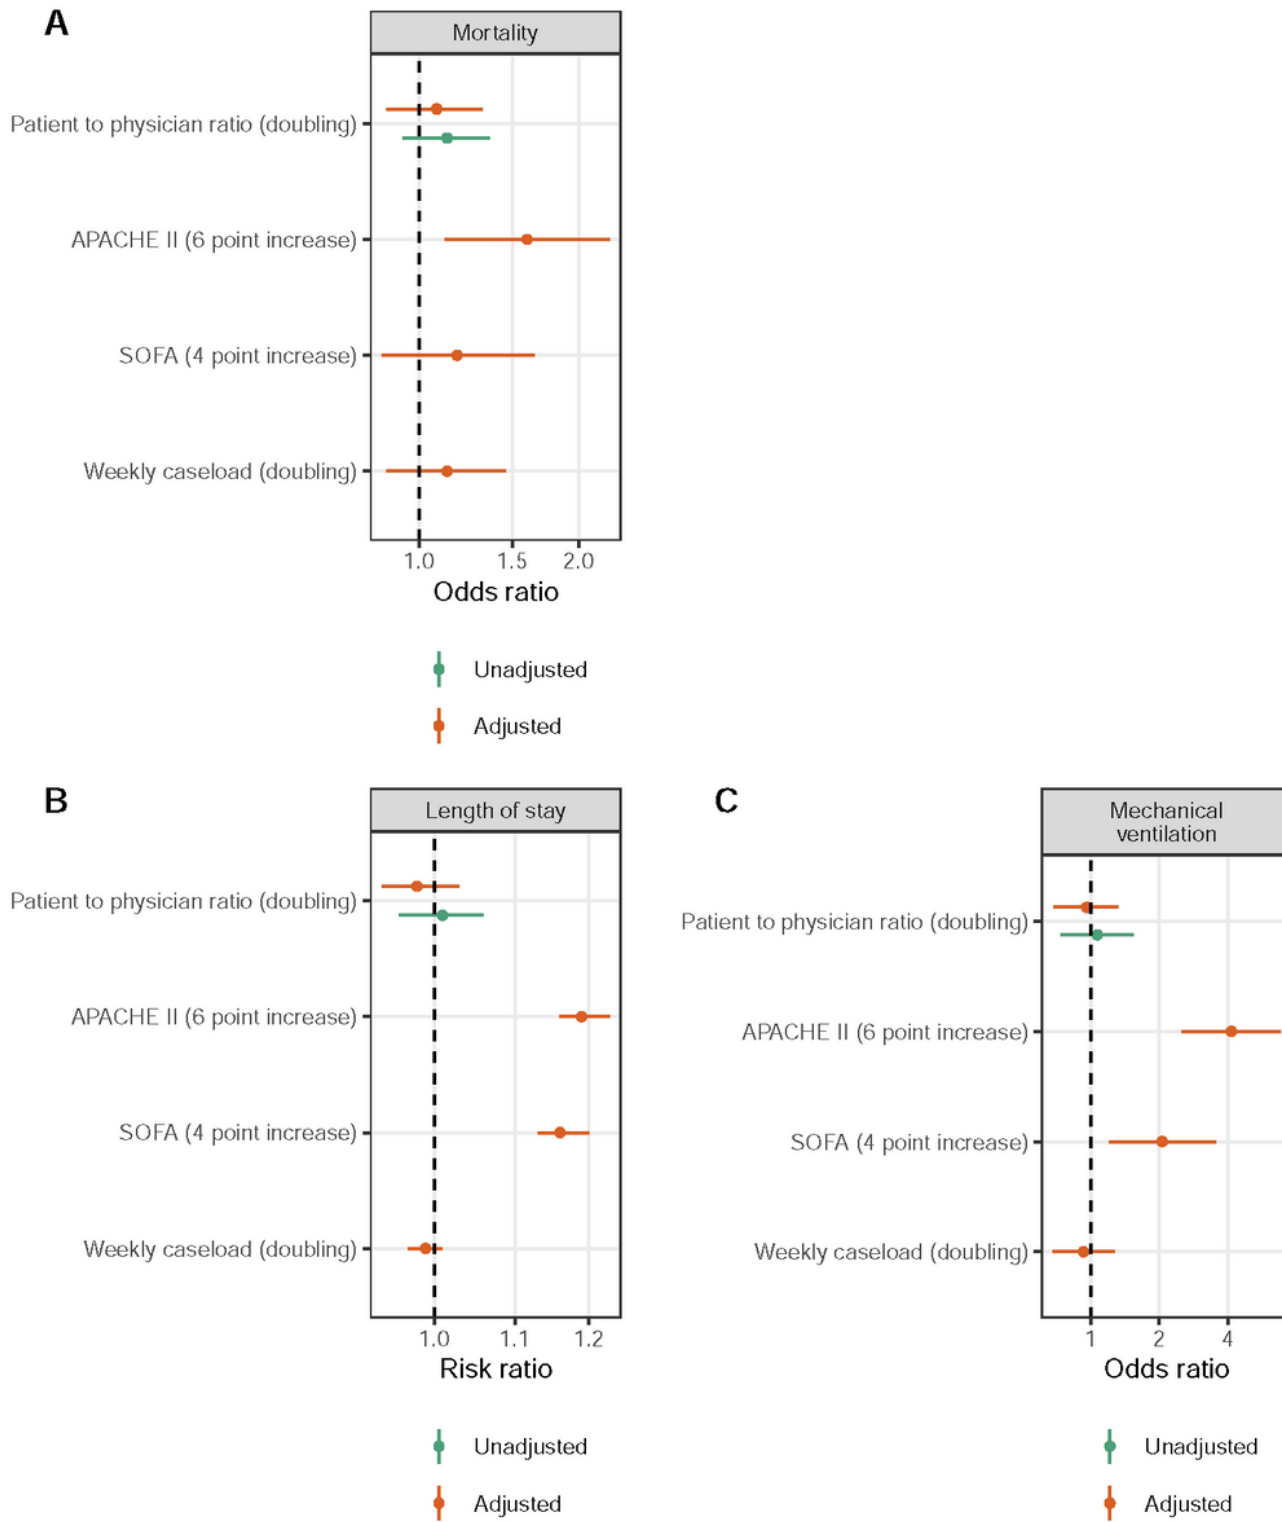 A
Mortality
Patient to physician ratio (doubling)
APACHE II (6 point increase)
SOFA (4 point increase)
Weekly caseload (doubling)
1.0 1.5 2.0
Odds ratio
Unadjusted
Adjusted
B
Length of stay
Patient to physician ratio (doubling)
APACHE II (6 point increase)
SOFA (4 point increase)
Weekly caseload (doubling)
1.0 1.1 1.2
Risk ratio
Unadjusted
Adjusted
C
Mechanical
ventilation
Patient to physician ratio (doubling)
APACHE II (6 point increase)
SOFA (4 point increase)
Weekly caseload (doubling)
1 2 4
Odds ratio
Unadjusted
Adjusted